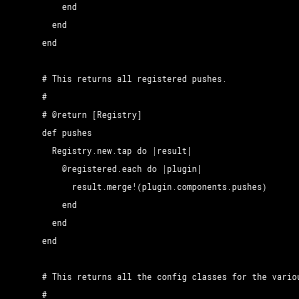 end
end
end
# This returns all registered pushes.
#
# @return [Registry]
def pushes
Registry.new.tap do |result|
@registered.each do |plugin|
result.merge!(plugin.components.pushes)
end
end
end
# This returns all the config classes for the variou
#